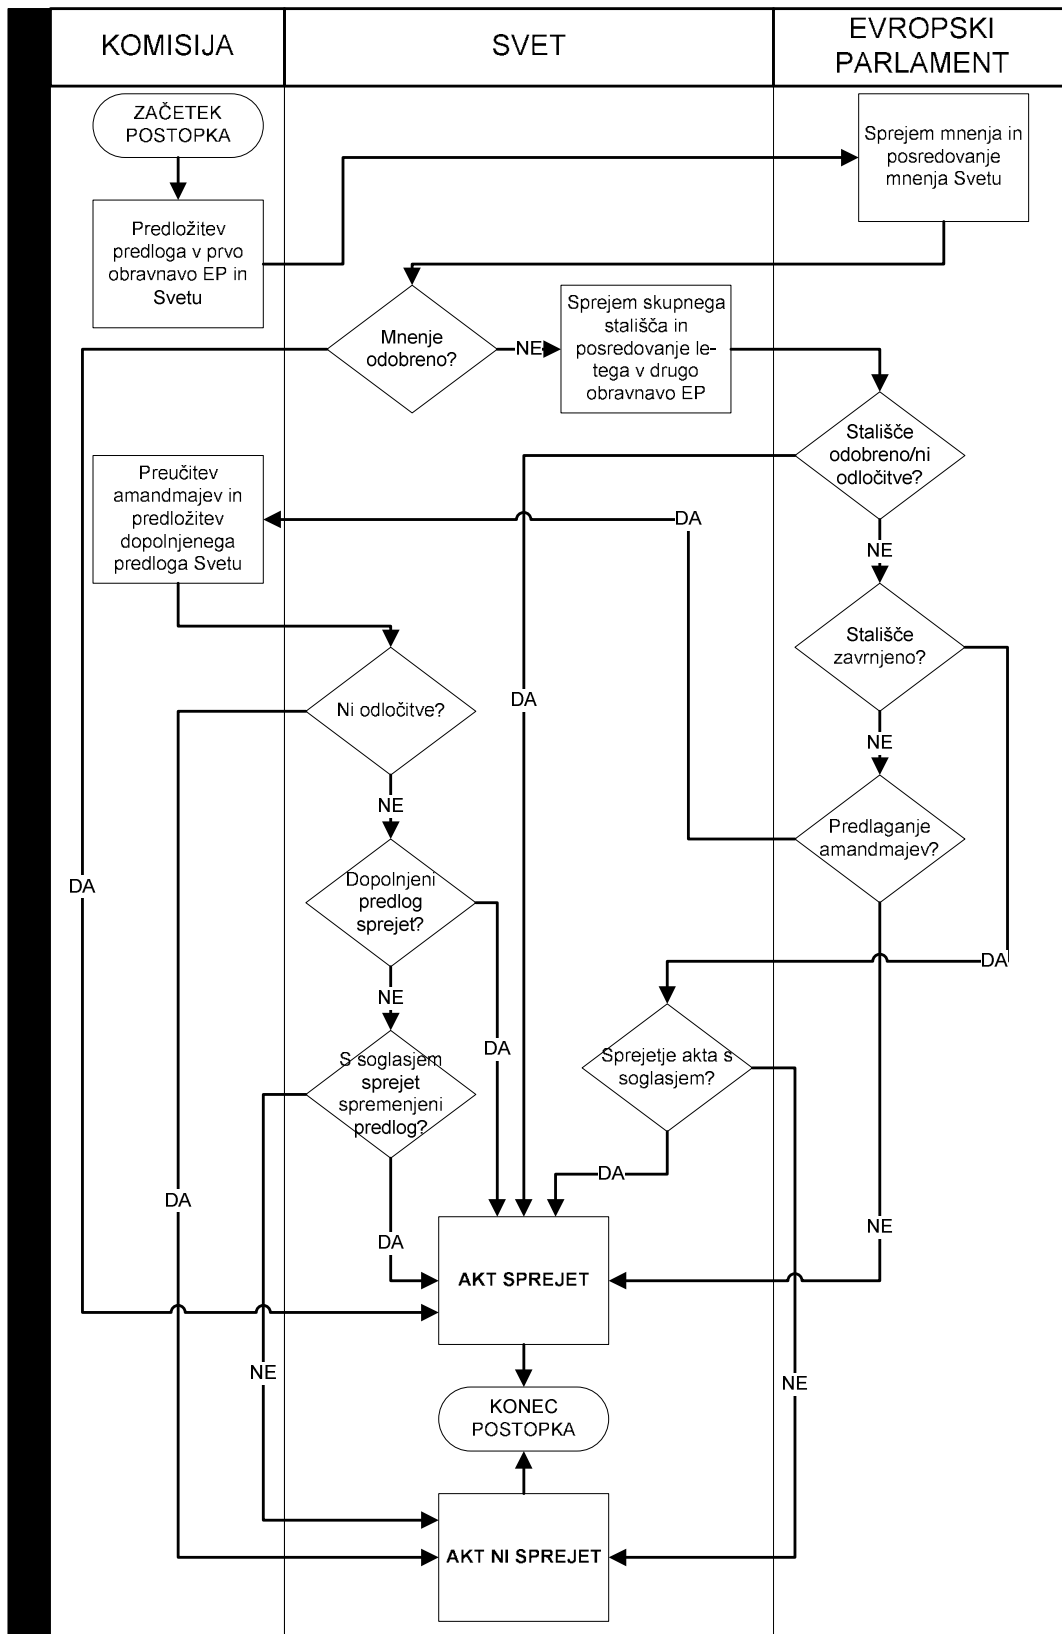 KOMISIJA
SVET
EVROPSKI
PARLAMENT
ZAČETEK
POSTOPKA
Sprejem mnenja in
posredovanje
mnenja Svetu
Predložitev
predloga v prvo
obravnavo EP in
Svetu
Mnenje
odobreno?
NE
Sprejem skupnega
stališča in
posredovanje le-
tega v drugo
obravnavo EP
Stališče
odobreno/ni
odločitve?
Preučitev
amandmajev in
predložitev
dopolnjenega
predloga Svetu
DA
NE
Stališče
zavrnjeno?
Ni odločitve?
DA
NE
NE
Predlaganje
amandmajev?
DA
Dopolnjeni
predlog
sprejet?
DA
NE
DA
S soglasjem
sprejet
spremenjeni
predlog?
Sprejetje akta s
soglasjem?
DA
DA
NE
DA
AKT SPREJET
NE
NE
KONEC
POSTOPKA
AKT NI SPREJET